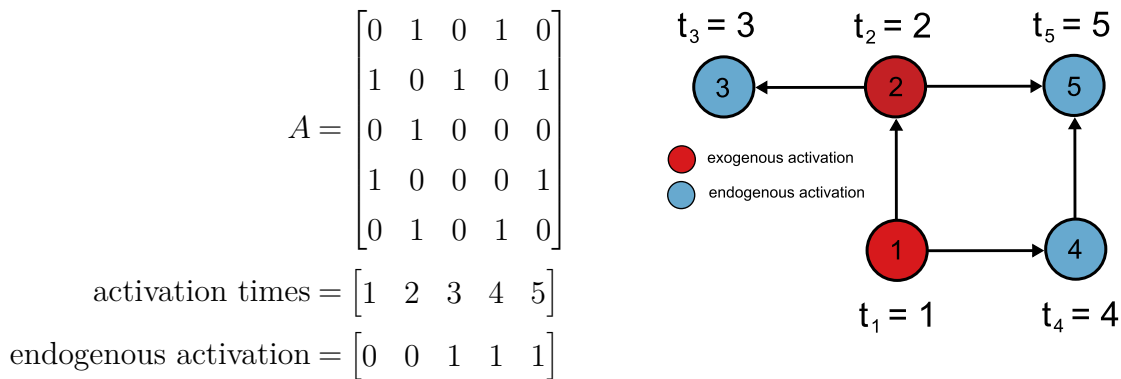 A = [0 1 0 1 0
1 0 1 0 1
0 1 0 0 0
1 0 0 0 1
0 1 0 1 0]
activation times = [1 2 3 4 5]
endogenous activation = [0 0 1 1 1]
t₃ = 3 t₂ = 2 t₅ = 5
3 2 5
exogenous activation
endogenous activation
1 4
t₁ = 1 t₄ = 4